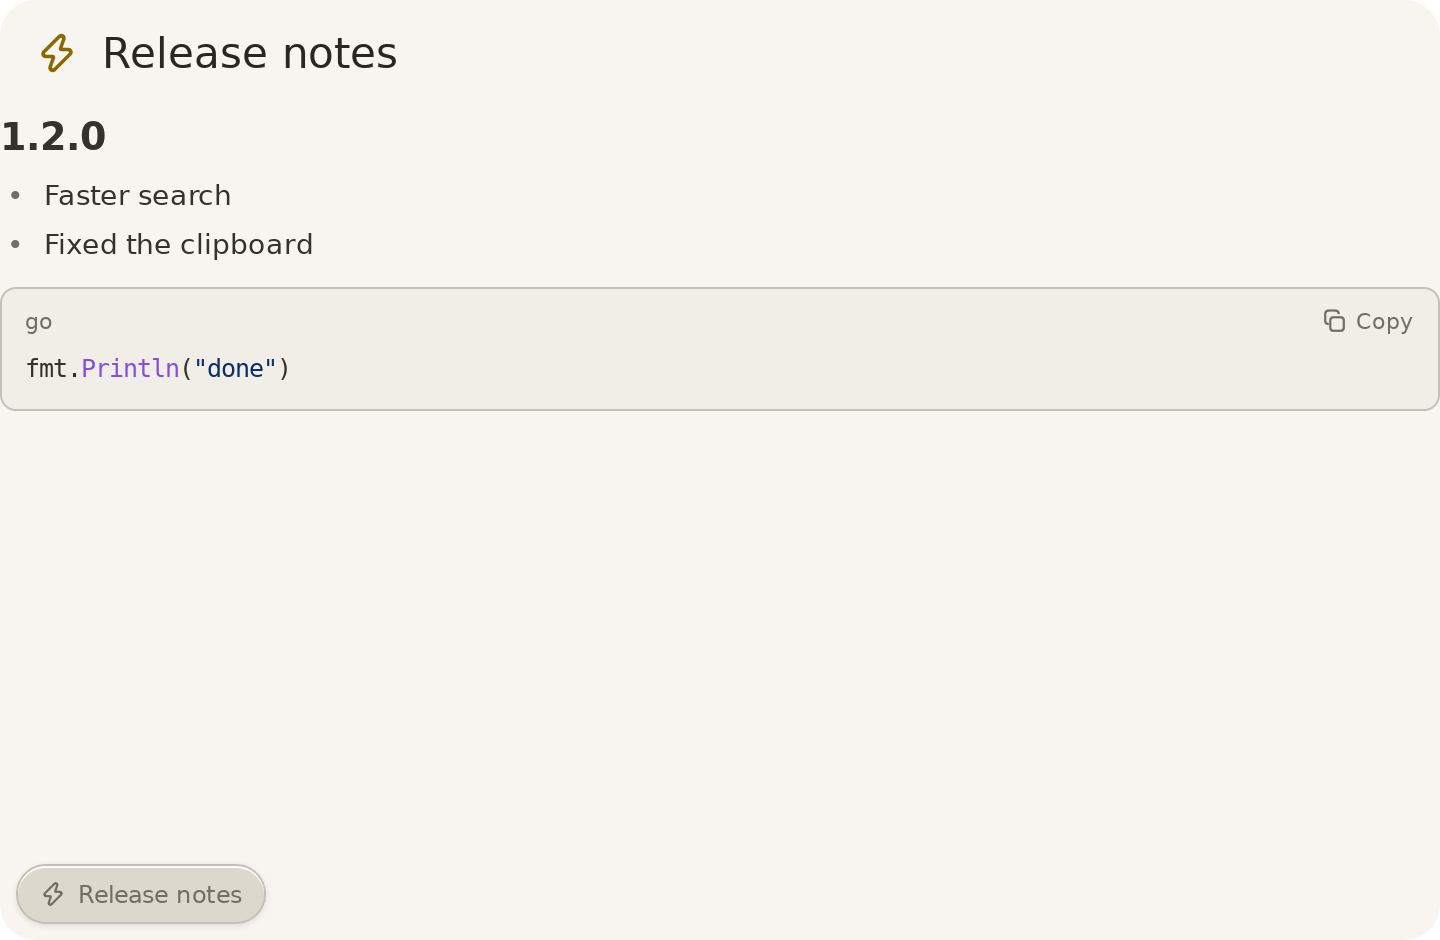 Release notes
1.2.0
• Faster search
• Fixed the clipboard
go
Copy
fmt.Println("done")
Release notes